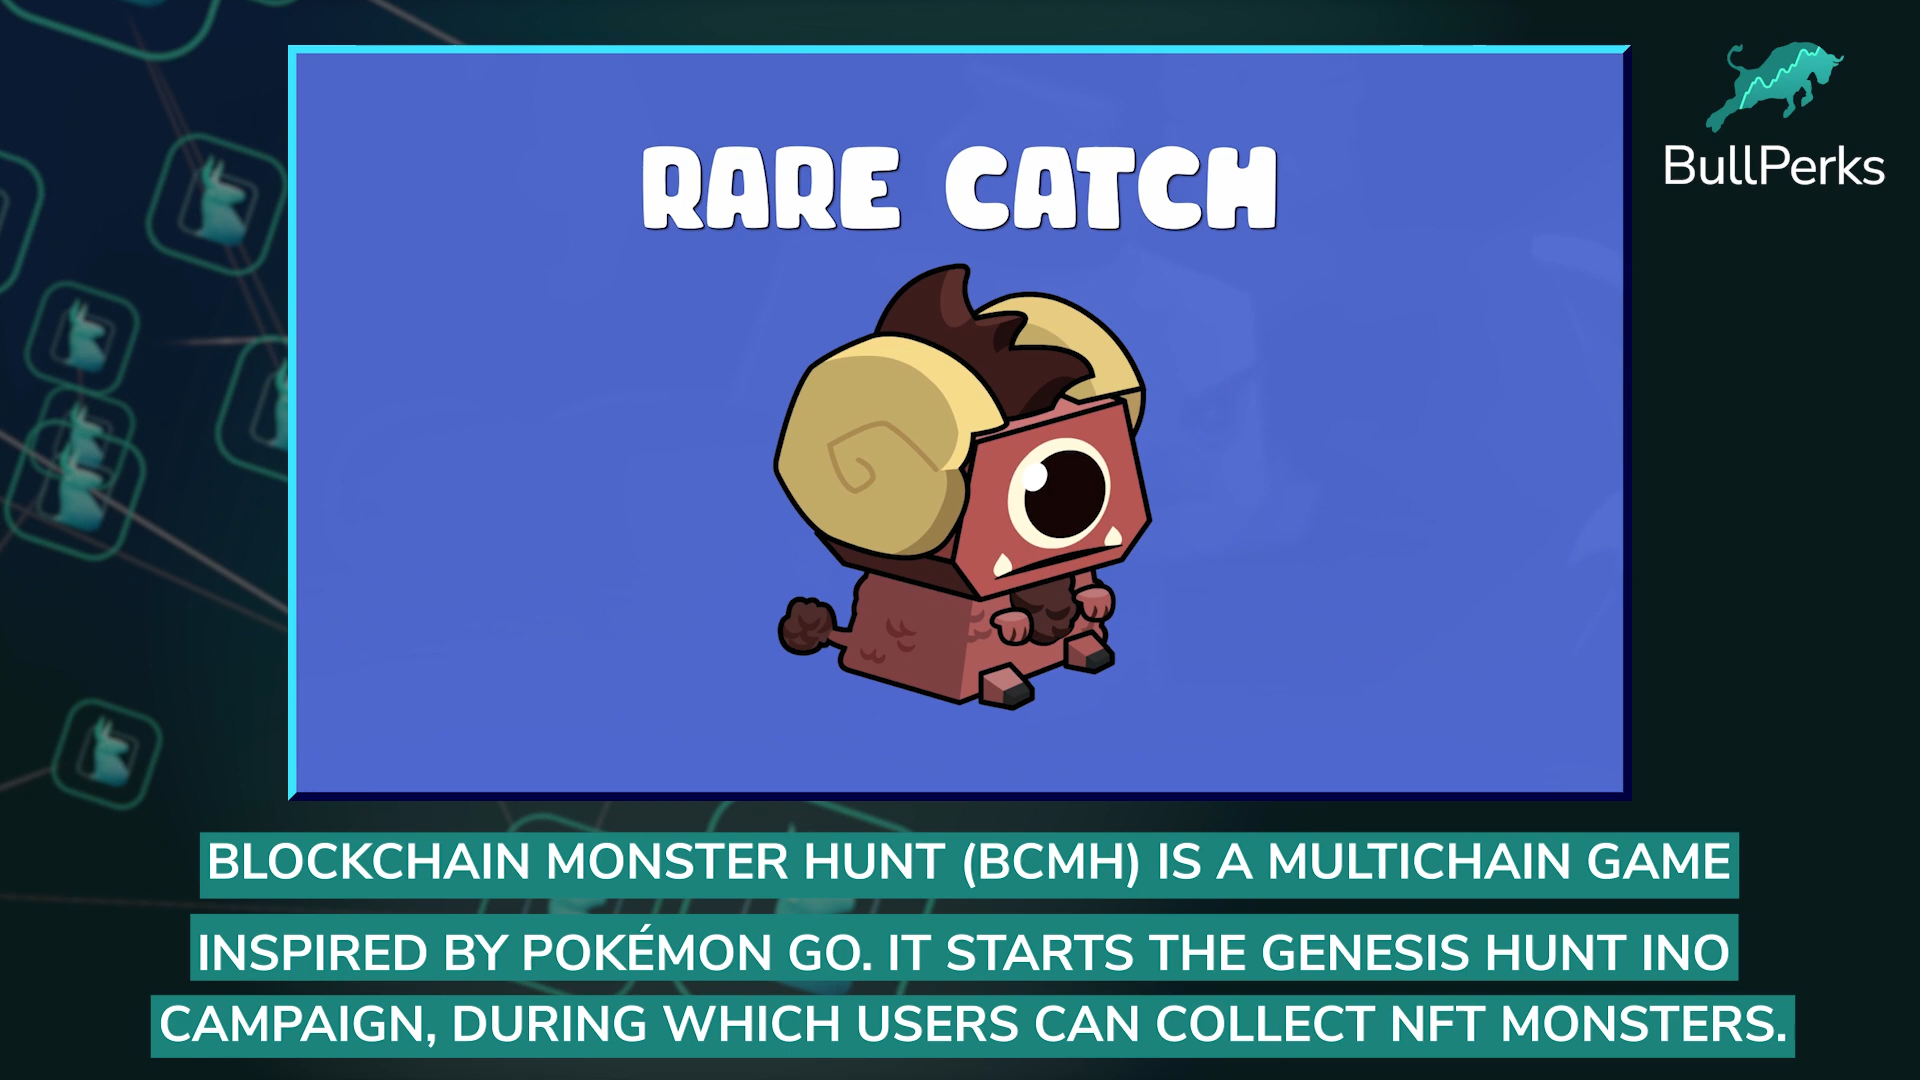 RARE CATCH
BullPerks
BLOCKCHAIN MONSTER HUNT (BCMH) IS A MULTICHAIN GAME
INSPIRED BY POKÉMON GO. IT STARTS THE GENESIS HUNT INO
CAMPAIGN, DURING WHICH USERS CAN COLLECT NFT MONSTERS.